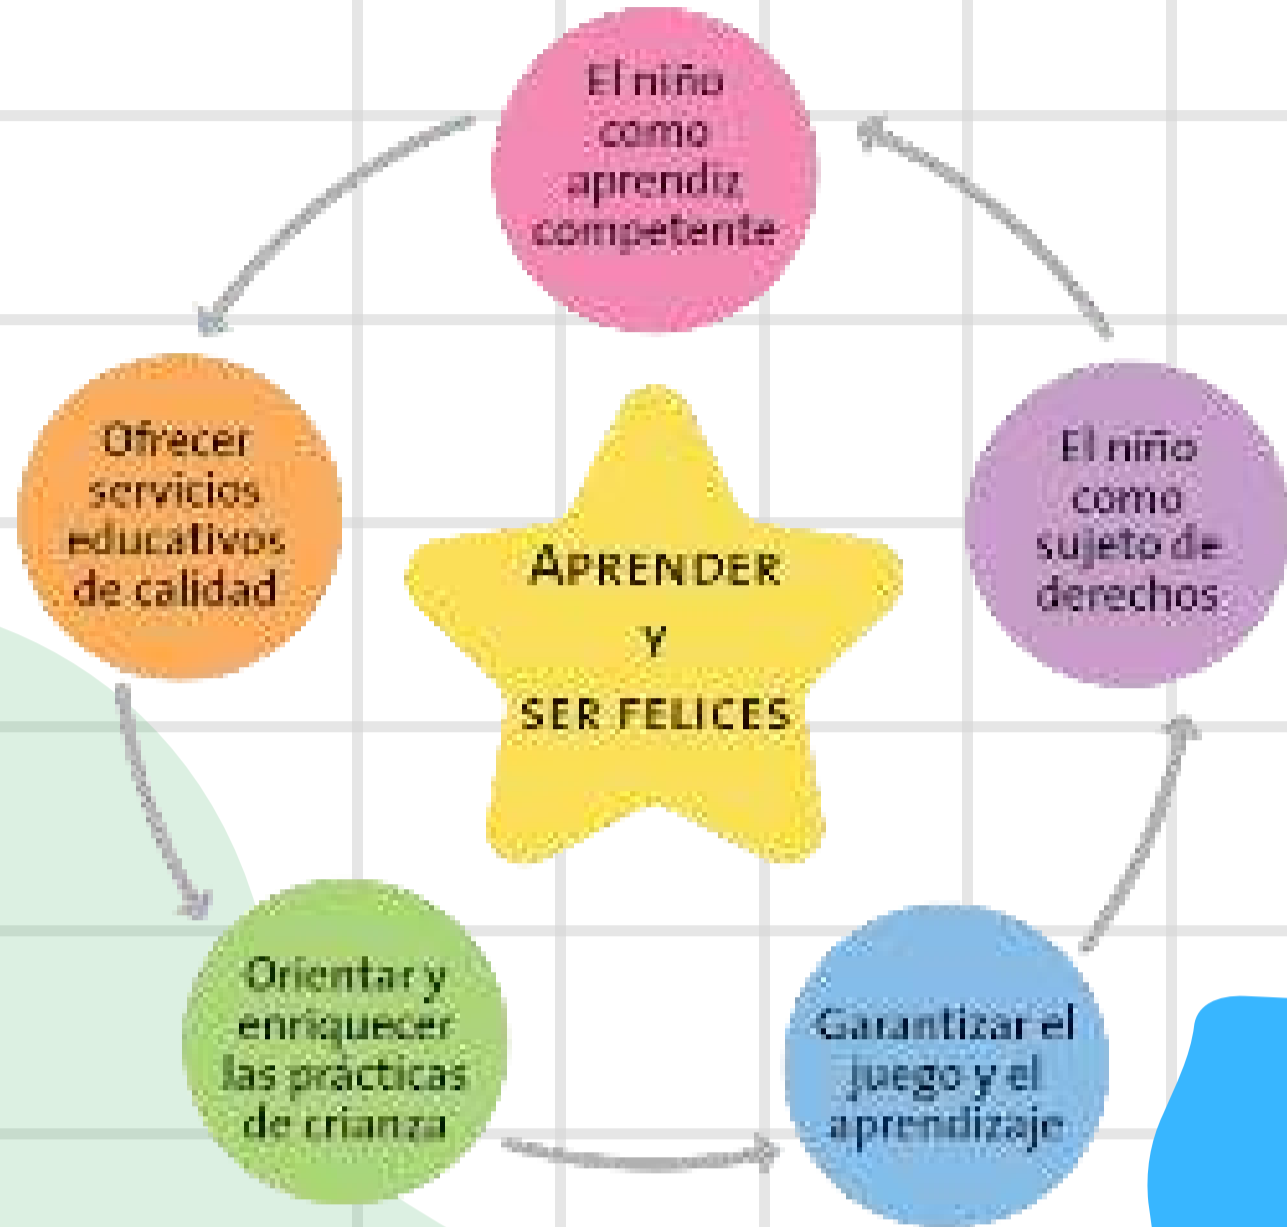 El niño
como
aprendiz
competente
Ofrecer
servicios
educativos
de calidad
El niño
como
sujeto de
derechos
APRENDER
Y
SER FELICES
Orientar y
enriquecer
las prácticas
de crianza
Garantizar el
juego y el
aprendizaje